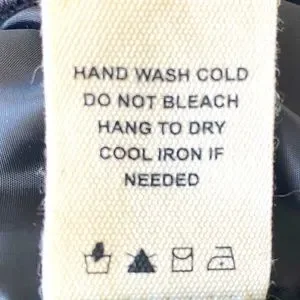 HAND WASH COLD
DO NOT BLEACH
HANG TO DRY
COOL IRON IF
NEEDED